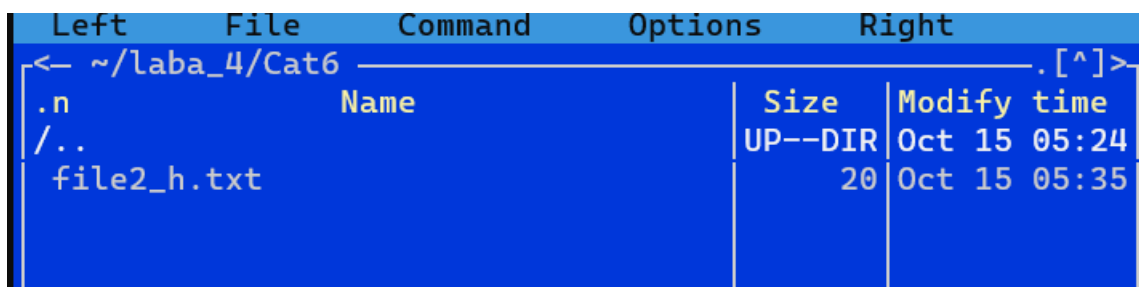 Left File Command Options Right
<— ~/laba_4/Cat6 .[^]>
.n Name Size Modify time
/.. UP--DIR Oct 15 05:24
file2_h.txt 20 Oct 15 05:35